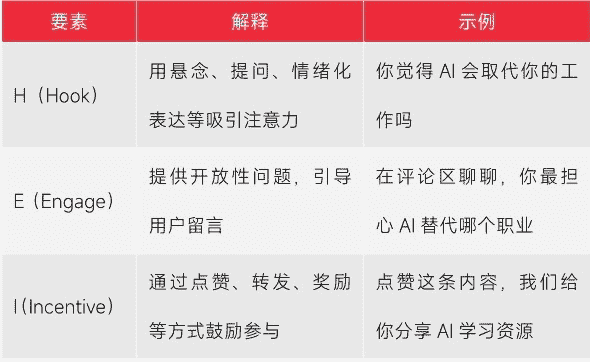 要素 解释 示例
H（Hook） 用悬念、提问、情绪化表达等吸引注意力 你觉得 AI 会取代你的工作吗
E（Engage） 提供开放性问题，引导用户留言 在评论区聊聊，你最担心 AI 替代哪个职业
I（Incentive） 通过点赞、转发、奖励等方式鼓励参与 点赞这条内容，我们给你分享 AI 学习资源